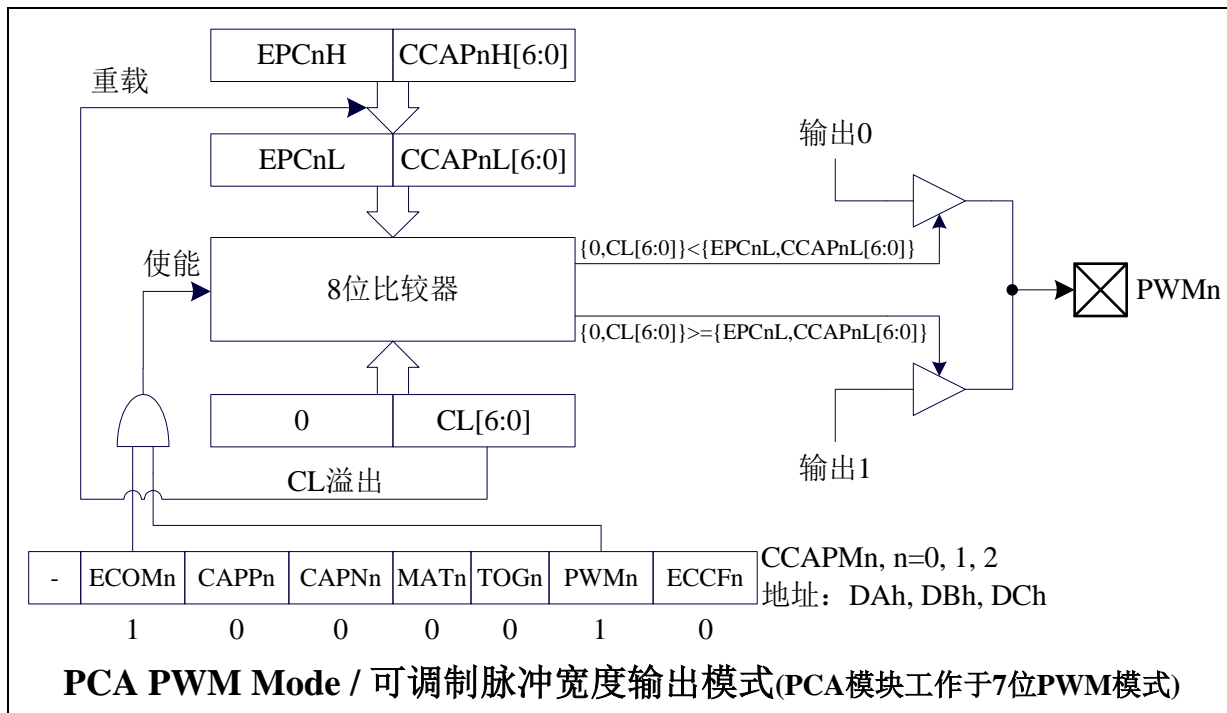 EPCnH CCAPnH[6:0]
重载
EPCnL CCAPnL[6:0]
输出0
使能
8位比较器
{0,CL[6:0]}<{EPCnL,CCAPnL[6:0]}
PWMn
{0,CL[6:0]}>={EPCnL,CCAPnL[6:0]}
0 CL[6:0]
CL溢出
输出1
- ECOMn CAPPn CAPNn MATn TOGn PWMn ECCFn
CCAPMn, n=0, 1, 2
地址：DAh, DBh, DCh
1 0 0 0 0 1 0
PCA PWM Mode / 可调制脉冲宽度输出模式(PCA模块工作于7位PWM模式)